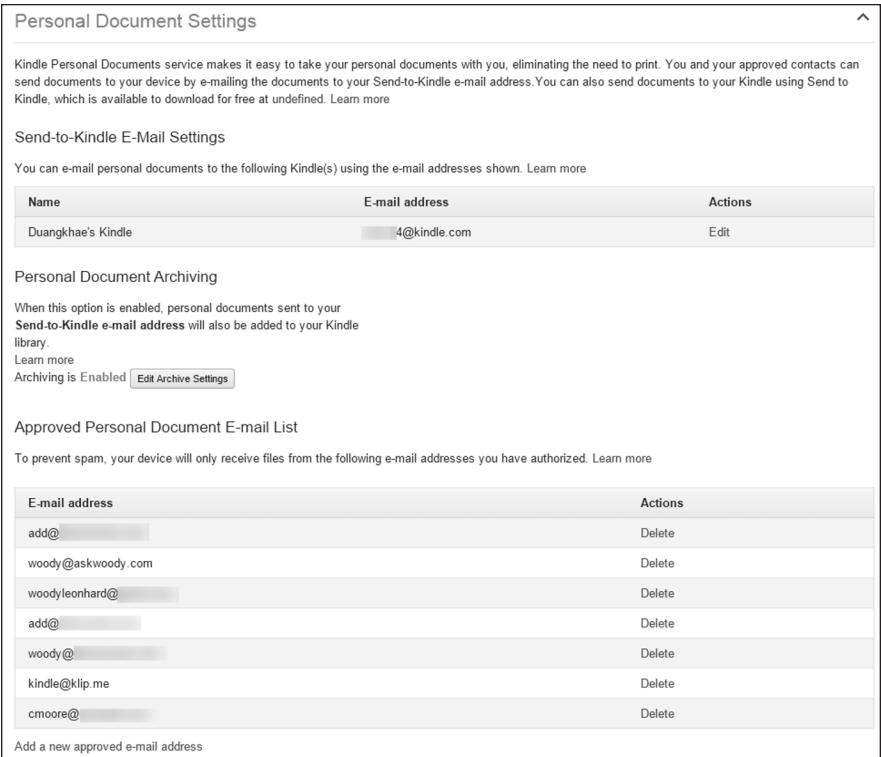 Personal Document Settings
Kindle Personal Documents service makes it easy to take your personal documents with you, eliminating the need to print. You and your approved contacts can
send documents to your device by e-mailing the documents to your Send-to-Kindle e-mail address.You can also send documents to your Kindle using Send to
Kindle, which is available to download for free at undefined. Learn more
Send-to-Kindle E-Mail Settings
You can e-mail personal documents to the following Kindle(s) using the e-mail addresses shown. Learn more
Name E-mail address Actions
Duangkhae's Kindle 4@kindle.com Edit
Personal Document Archiving
When this option is enabled, personal documents sent to your
Send-to-Kindle e-mail address will also be added to your Kindle
library.
Learn more
Archiving is Enabled Edit Archive Settings
Approved Personal Document E-mail List
To prevent spam, your device will only receive files from the following e-mail addresses you have authorized. Learn more
E-mail address Actions
add@ Delete
woody@askwoody.com Delete
woodyleonhard@ Delete
add@ Delete
woody@ Delete
kindle@klip.me Delete
cmoore@ Delete
Add a new approved e-mail address